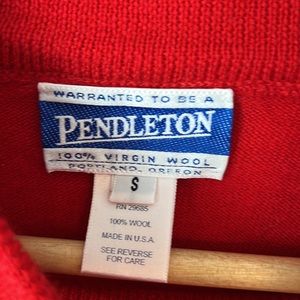 WARRANTED TO BE A
PENDLETON
100% VIRGIN WOOL
PORTLAND, OREGON
S
RN 29685
100% WOOL
MADE IN U.S.A.
SEE REVERSE
FOR CARE